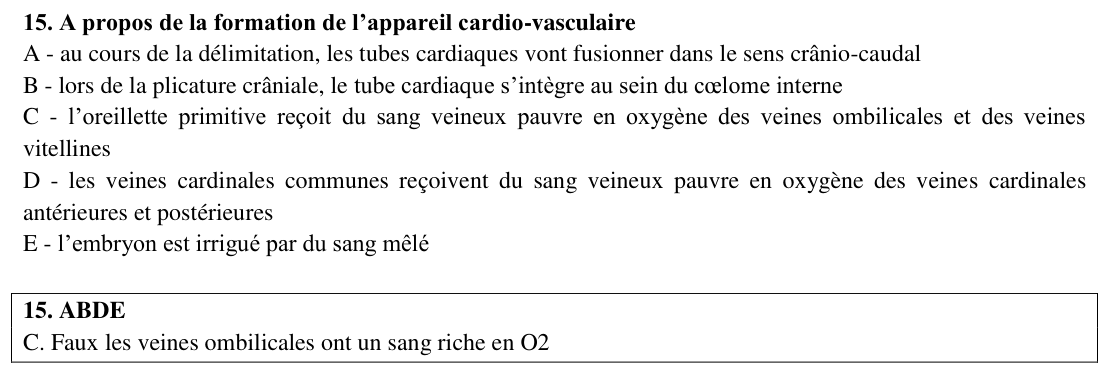 15. A propos de la formation de l’appareil cardio-vasculaire
A - au cours de la délimitation, les tubes cardiaques vont fusionner dans le sens crânio-caudal
B - lors de la plicature crâniale, le tube cardiaque s’intègre au sein du cœlome interne
C - l’oreillette primitive reçoit du sang veineux pauvre en oxygène des veines ombilicales et des veines
vitellines
D - les veines cardinales communes reçoivent du sang veineux pauvre en oxygène des veines cardinales
antérieures et postérieures
E - l’embryon est irrigué par du sang mêlé
15. ABDE
C. Faux les veines ombilicales ont un sang riche en O2